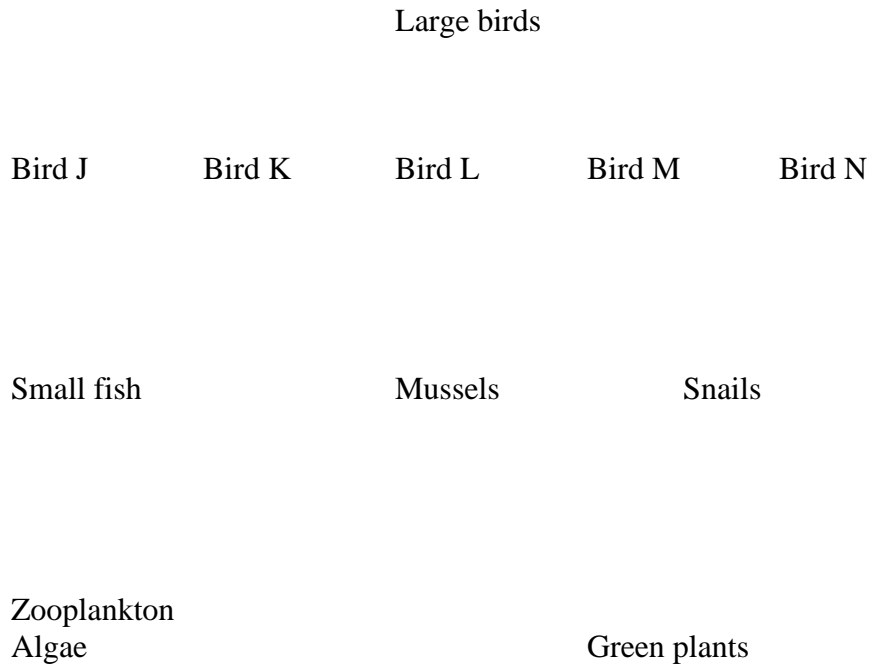 Large birds
Bird J Bird K Bird L Bird M Bird N
Small fish Mussels Snails
Zooplankton
Algae Green plants